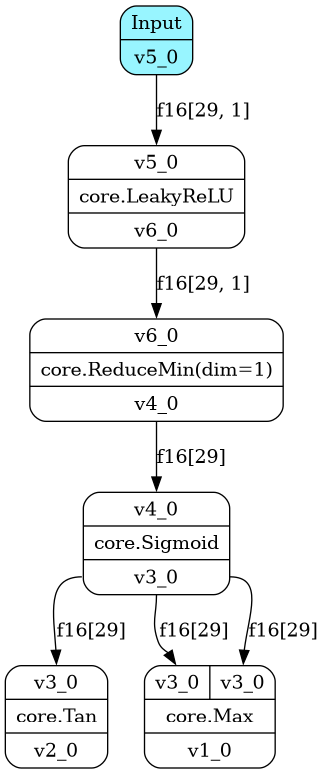 Input
v5_0
f16[29, 1]
v5_0
core.LeakyReLU
v6_0
f16[29, 1]
v6_0
core.ReduceMin(dim=1)
v4_0
f16[29]
v4_0
core.Sigmoid
v3_0
f16[29]
f16[29]
f16[29]
v3_0
core.Tan
v2_0
v3_0
v3_0
core.Max
v1_0